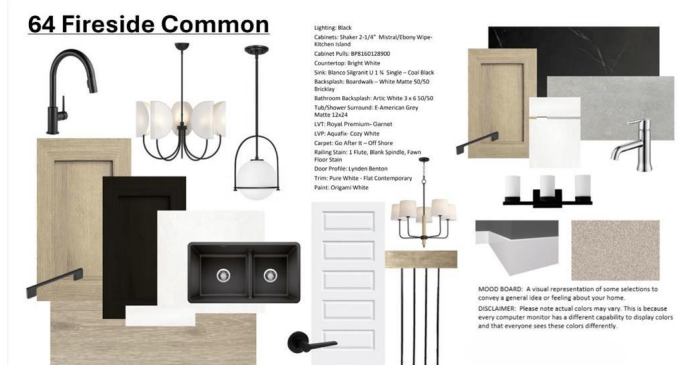 64 Fireside Common
Lighting: Black
Cabinets: Shaker 2-1/4" Mistral/Ebony Wipe-
Kitchen Island
Cabinet Pulls: BP8160128900
Countertop: Bright White
Sink: Blanco Silgranit U 1 ¾ Single – Coal Black
Backsplash: Boardwalk – White Matte 50/50
Bricklay
Bathroom Backsplash: Artic White 3 x 6 50/50
Tub/Shower Surround: E-American Grey
Matte 12x24
LVT: Royal Premium- Garnet
LVP: Aquafix- Cozy White
Carpet: Go After It – Off Shore
Railing Stain: 1 Flute, Blank Spindle, Fawn
Floor Stain
Door Profile: Lynden Benton
Trim: Pure White - Flat Contemporary
Paint: Origami White
MOOD BOARD: A visual representation of some selections to
convey a general idea or feeling about your home.
DISCLAIMER: Please note actual colors may vary. This is because
every computer monitor has a different capability to display colors
and that everyone sees these colors differently.